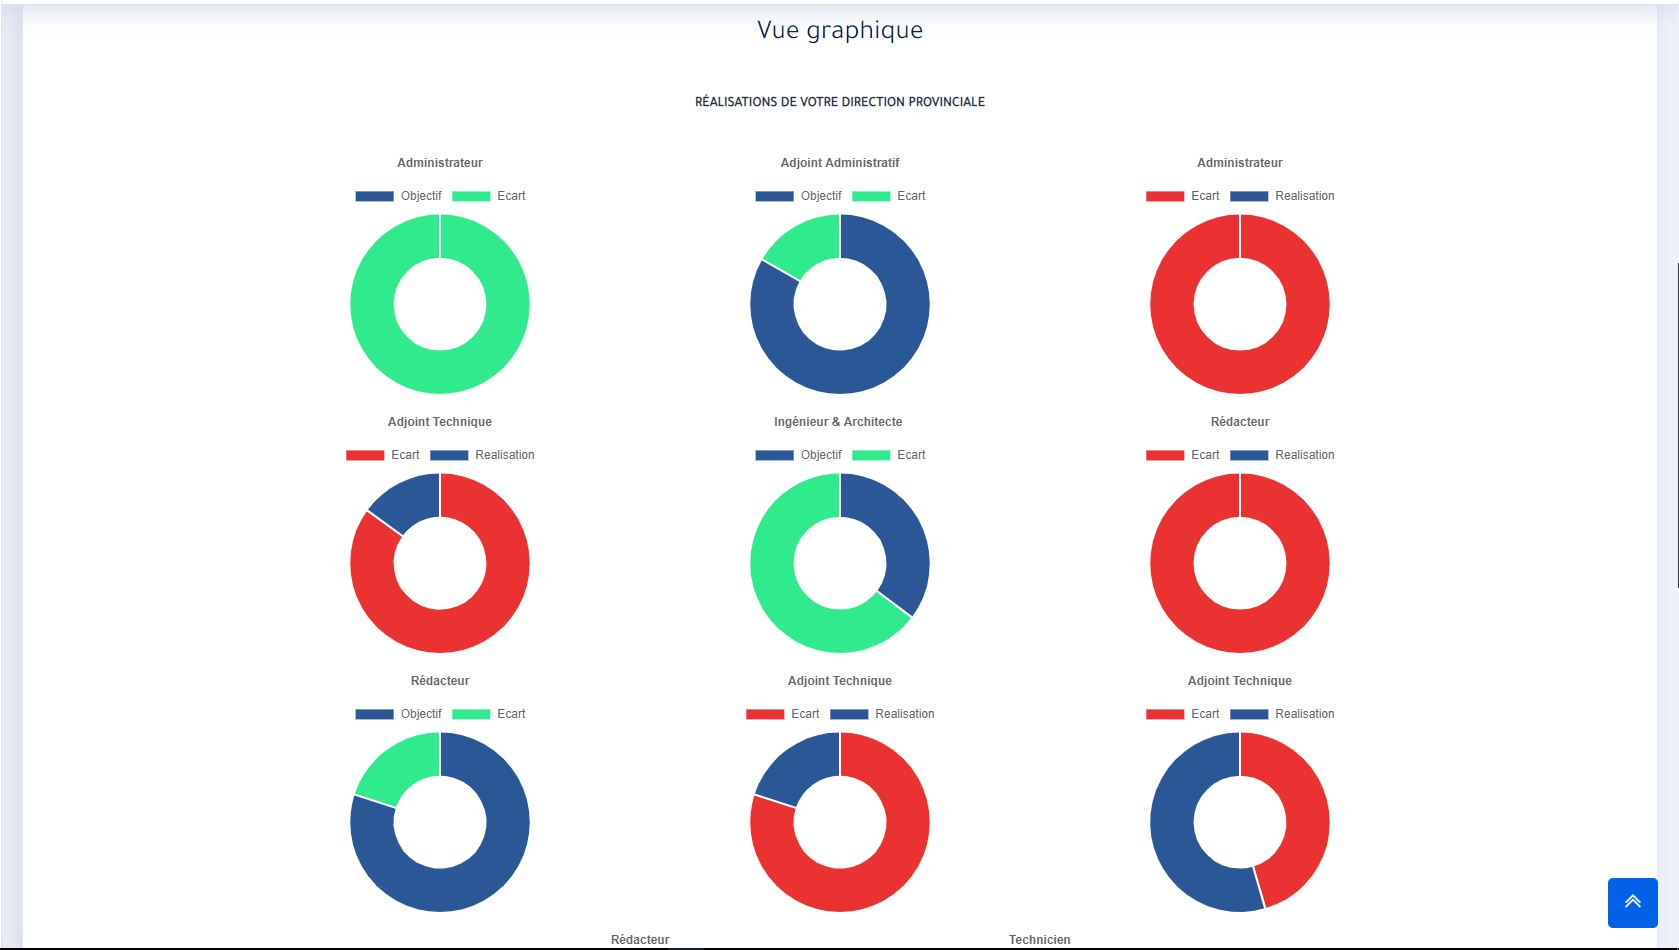 Vue graphique
RÉALISATIONS DE VOTRE DIRECTION PROVINCIALE
Administrateur
Objectif Ecart
Adjoint Administratif
Objectif Ecart
Administrateur
Ecart Realisation
Adjoint Technique
Ecart Realisation
Ingénieur & Architecte
Objectif Ecart
Rédacteur
Ecart Realisation
Rédacteur
Objectif Ecart
Adjoint Technique
Ecart Realisation
Adjoint Technique
Ecart Realisation
Rédacteur
Technicien